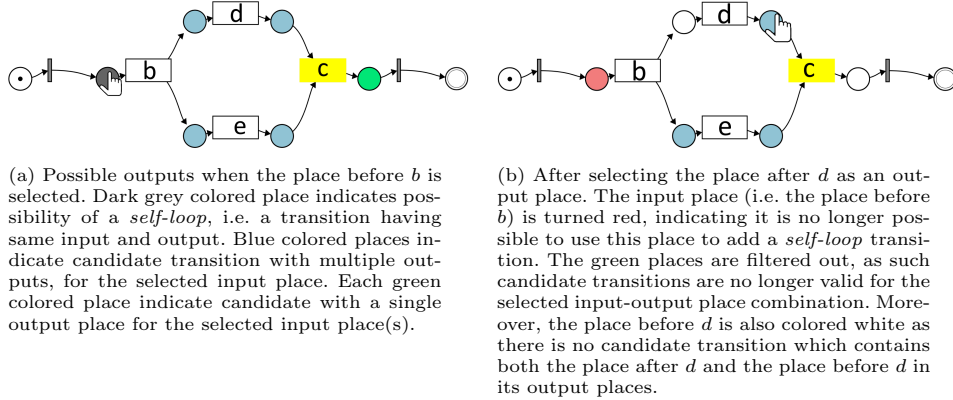 d
b
c
e
d
b
c
e
(a) Possible outputs when the place before b is
selected. Dark grey colored place indicates pos-
sibility of a self-loop, i.e. a transition having
same input and output. Blue colored places in-
dicate candidate transition with multiple out-
puts, for the selected input place. Each green
colored place indicate candidate with a single
output place for the selected input place(s).
(b) After selecting the place after d as an out-
put place. The input place (i.e. the place before
b) is turned red, indicating it is no longer pos-
sible to use this place to add a self-loop transi-
tion. The green places are filtered out, as such
candidate transitions are no longer valid for the
selected input-output place combination. More-
over, the place before d is also colored white as
there is no candidate transition which contains
both the place after d and the place before d in
its output places.